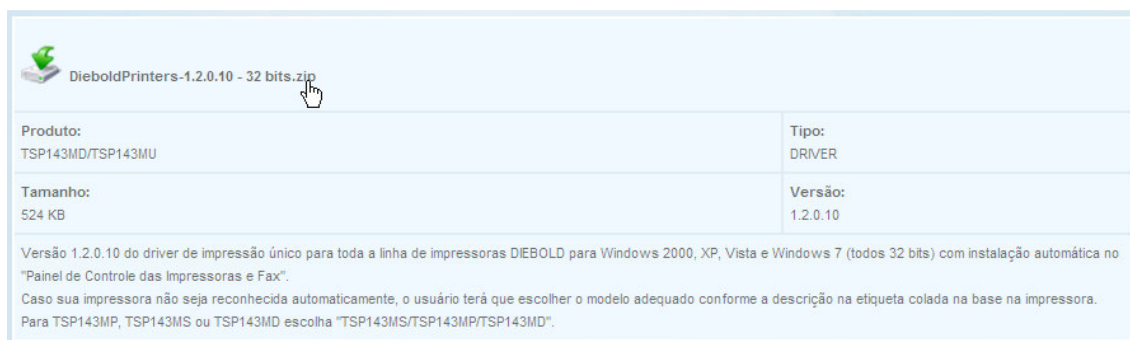 DieboldPrinters-1.2.0.10 - 32 bits.zip
Produto:
TSP143MD/TSP143MU
Tipo:
DRIVER
Tamanho:
524 KB
Versão:
1.2.0.10
Versão 1.2.0.10 do driver de impressão único para toda a linha de impressoras DIEBOLD para Windows 2000, XP, Vista e Windows 7 (todos 32 bits) com instalação automática no
"Painel de Controle das Impressoras e Fax".
Caso sua impressora não seja reconhecida automaticamente, o usuário terá que escolher o modelo adequado conforme a descrição na etiqueta colada na base na impressora.
Para TSP143MP, TSP143MS ou TSP143MD escolha "TSP143MS/TSP143MP/TSP143MD".